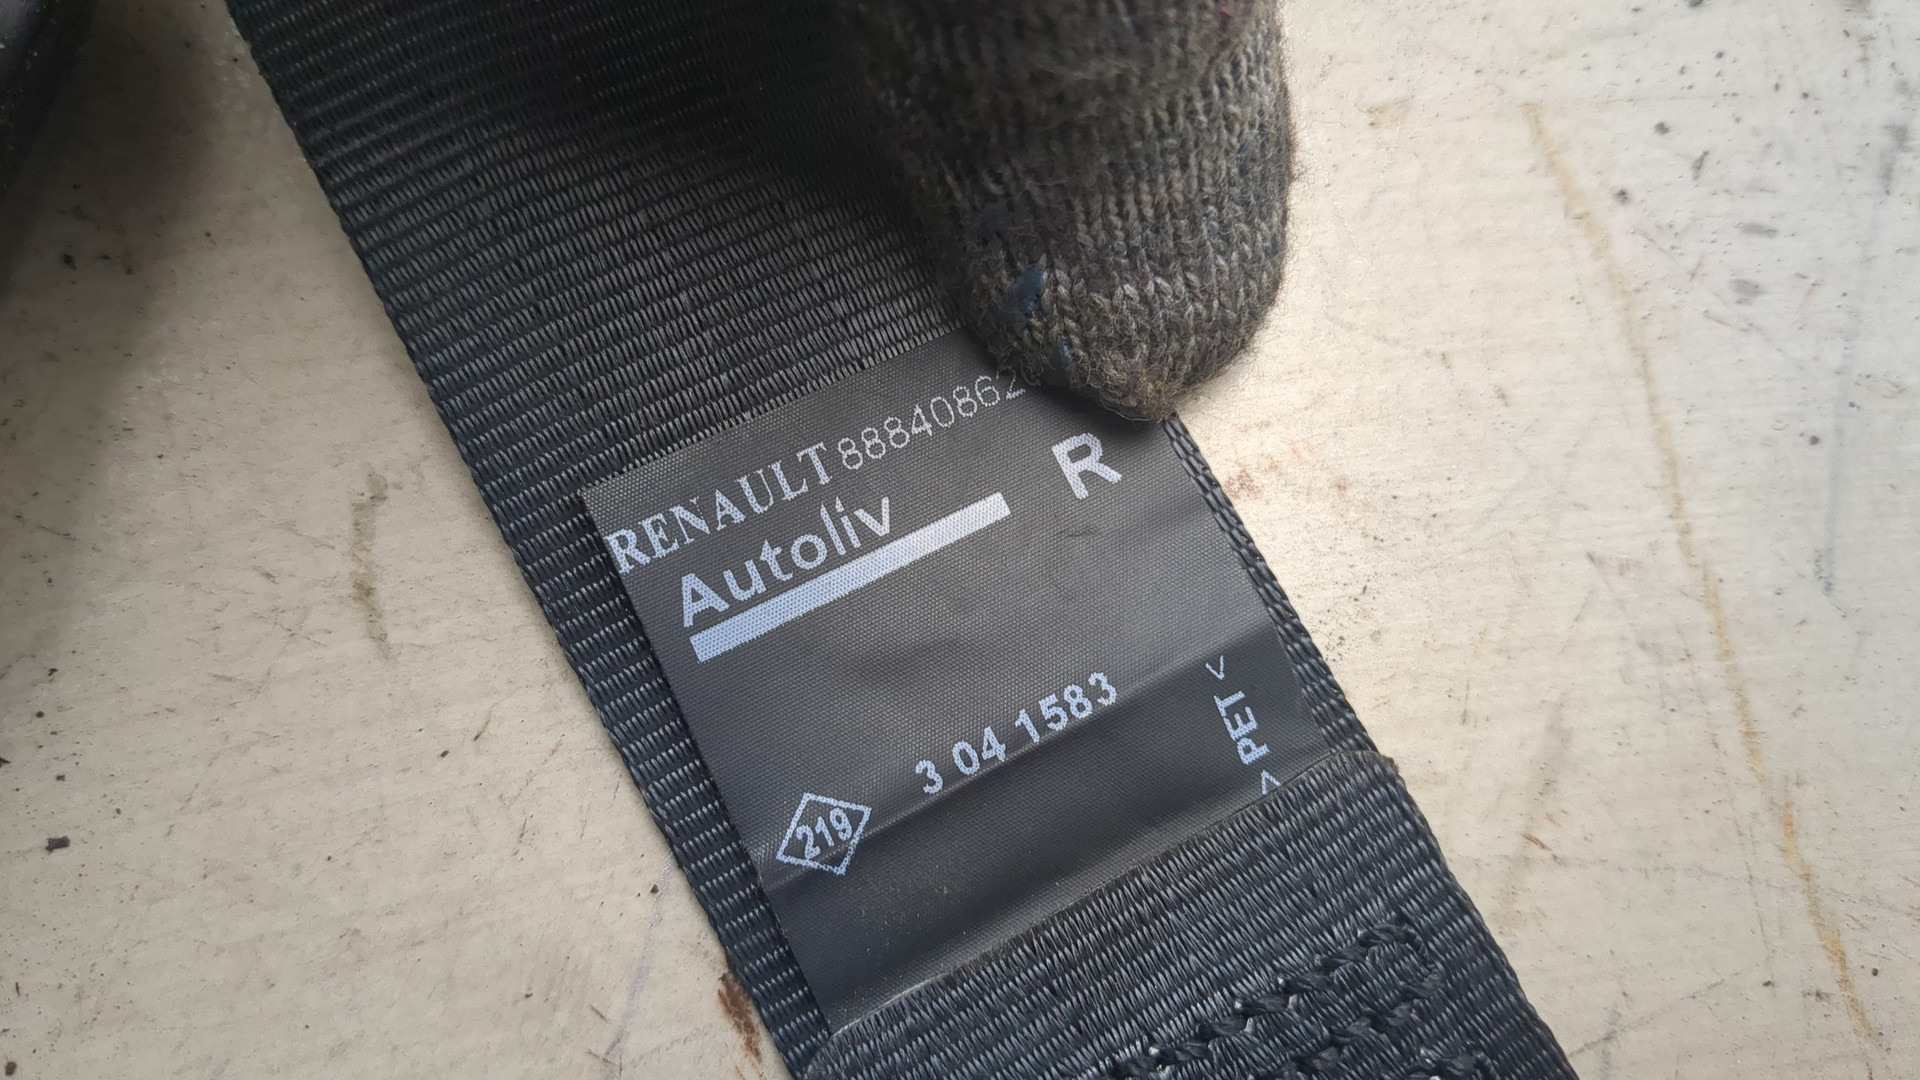 RENAULT 88840862
Autoliv
R
3 04 1583
219
> PET <